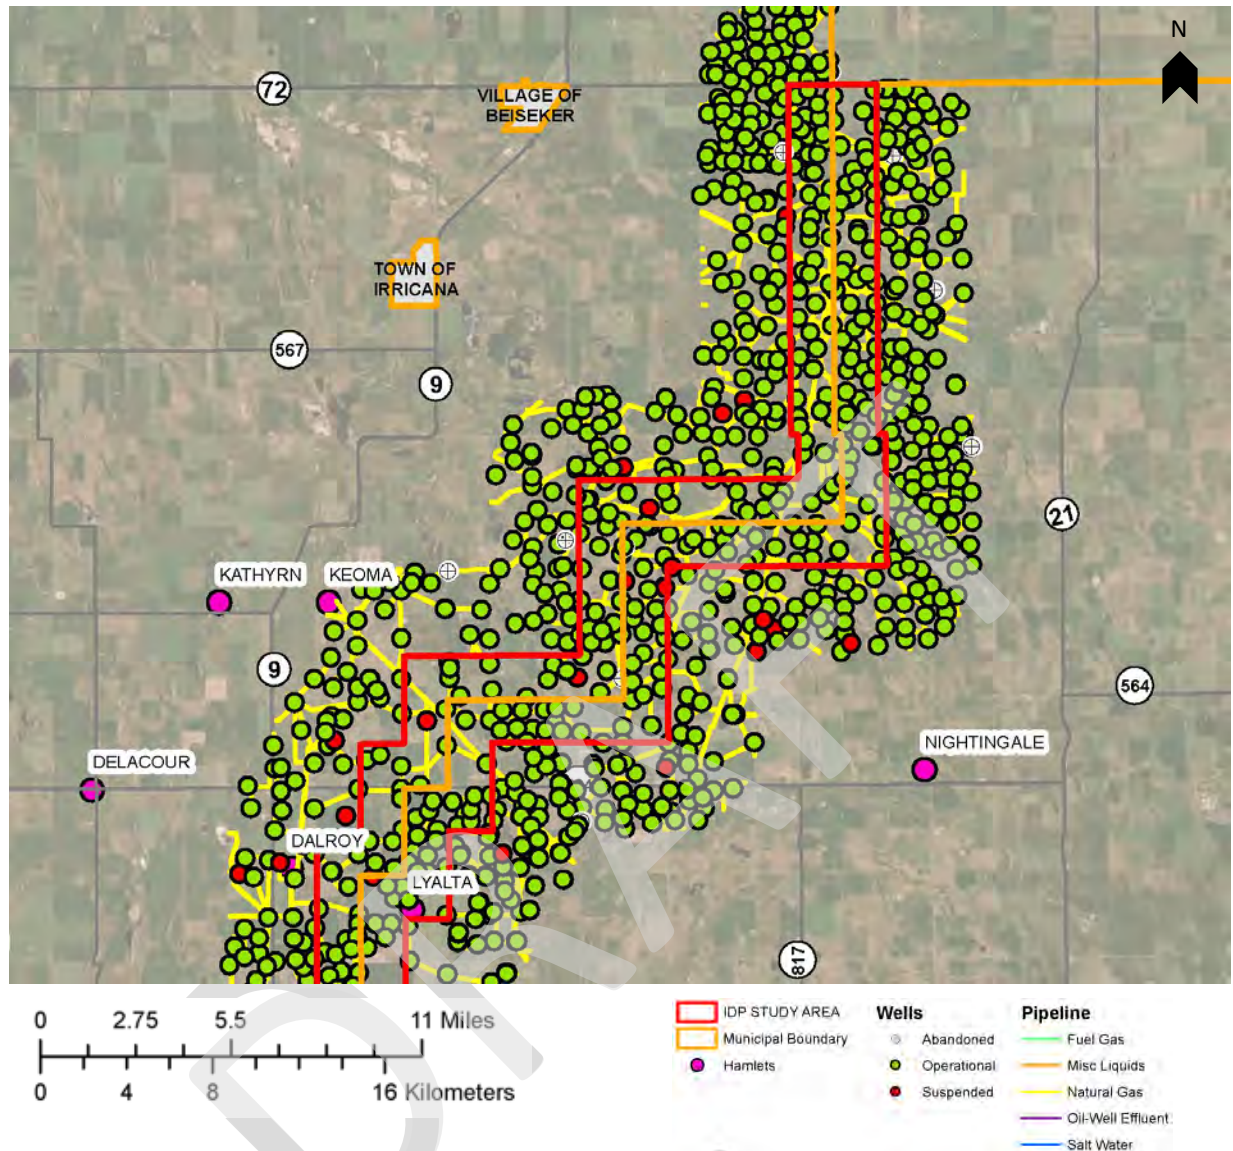 N
72
VILLAGE OF
BEISEKER
TOWN OF
IRRICANA
567
9
21
KATHYRN
KEOMA
9
564
DELACOUR
NIGHTINGALE
DALROY
LYALTA
817
0 2.75 5.5 11 Miles
0 4 8 16 Kilometers
IDP STUDY AREA
Municipal Boundary
Hamlets
Wells
Abandoned
Operational
Suspended
Pipeline
Fuel Gas
Misc Liquids
Natural Gas
Oil-Well Effluent
Salt Water
DRAFT